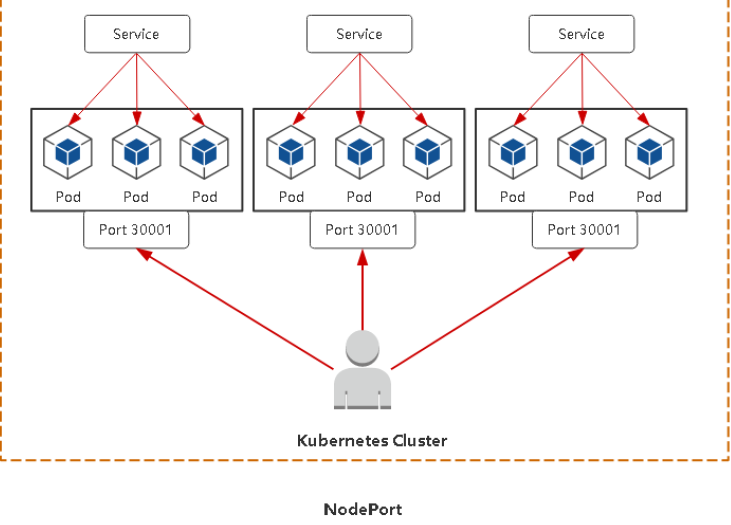 Service
Service
Service
Pod
Pod
Pod
Pod
Pod
Pod
Pod
Pod
Pod
Port 30001
Port 30001
Port 30001
Kubernetes Cluster
NodePort